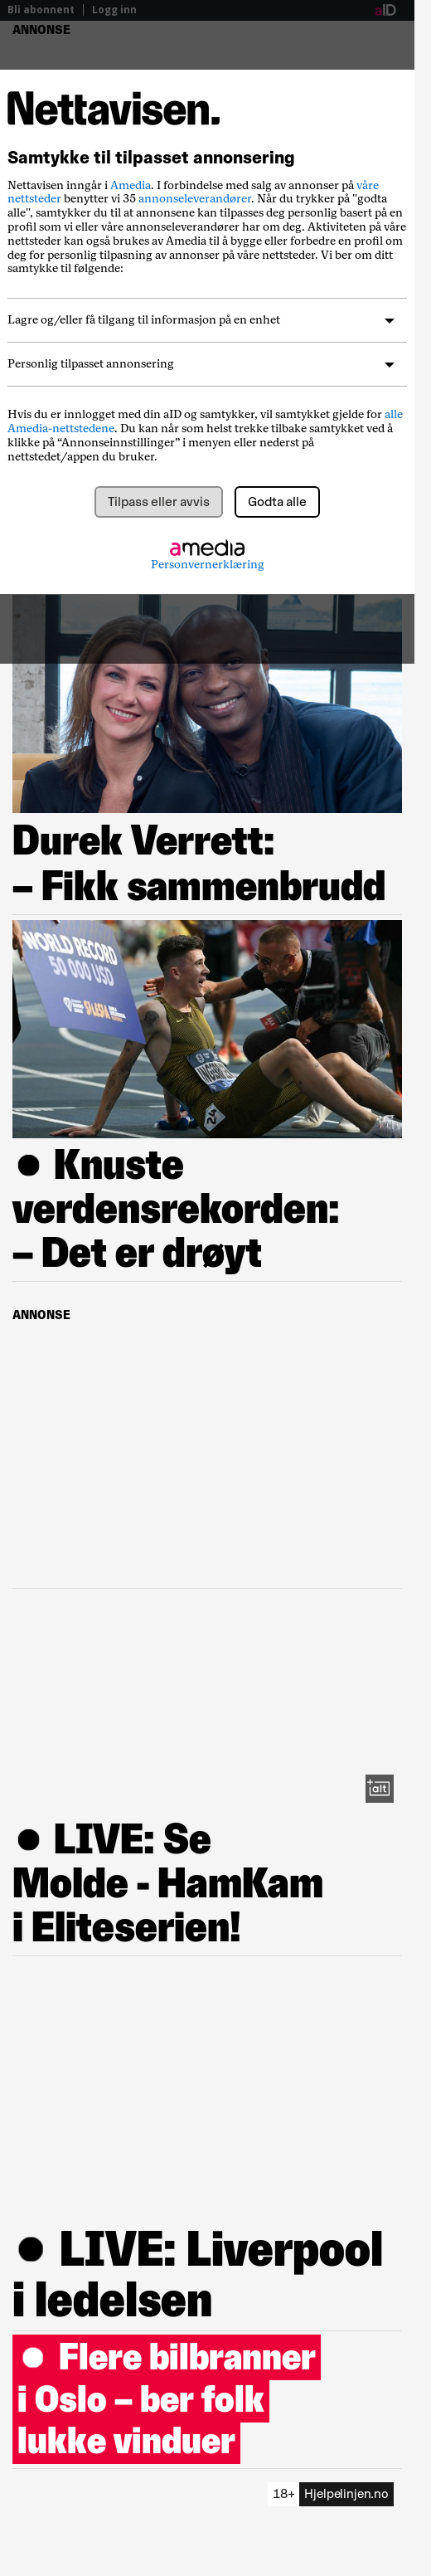 Bli abonnent
Logg inn
aID
ANNONSE
Nettavisen.
Samtykke til tilpasset annonsering
Nettavisen inngår i Amedia. I forbindelse med salg av annonser på våre
nettsteder benytter vi 35 annonseleverandører. Når du trykker på "godta
alle", samtykker du til at annonsene kan tilpasses deg personlig basert på en
profil som vi eller våre annonseleverandører har om deg. Aktiviteten på våre
nettsteder kan også brukes av Amedia til å bygge eller forbedre en profil om
deg for personlig tilpasning av annonser på våre nettsteder. Vi ber om ditt
samtykke til følgende:
Lagre og/eller få tilgang til informasjon på en enhet
Personlig tilpasset annonsering
Hvis du er innlogget med din aID og samtykker, vil samtykket gjelde for alle
Amedia-nettstedene. Du kan når som helst trekke tilbake samtykket ved å
klikke på “Annonseinnstillinger” i menyen eller nederst på
nettstedet/appen du bruker.
Tilpass eller avvis
Godta alle
amedia
Personvernerklæring
Durek Verrett:
– Fikk sammenbrudd
WORLD RECORD
50 000 USD
● Knuste
verdensrekorden:
– Det er drøyt
ANNONSE
+alt
● LIVE: Se
Molde - HamKam
i Eliteserien!
● LIVE: Liverpool
i ledelsen
● Flere bilbranner
i Oslo – ber folk
lukke vinduer
18+ Hjelpelinjen.no